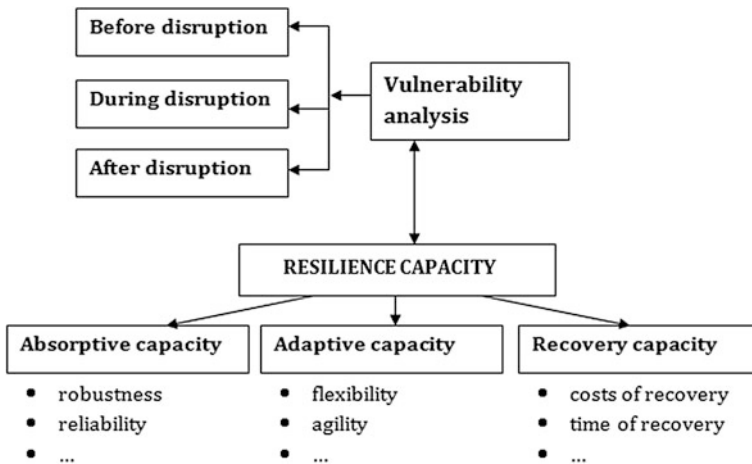 Before disruption
During disruption
After disruption
Vulnerability
analysis
RESILIENCE CAPACITY
Absorptive capacity
• robustness
• reliability
• ...
Adaptive capacity
• flexibility
• agility
• ...
Recovery capacity
• costs of recovery
• time of recovery
• ...